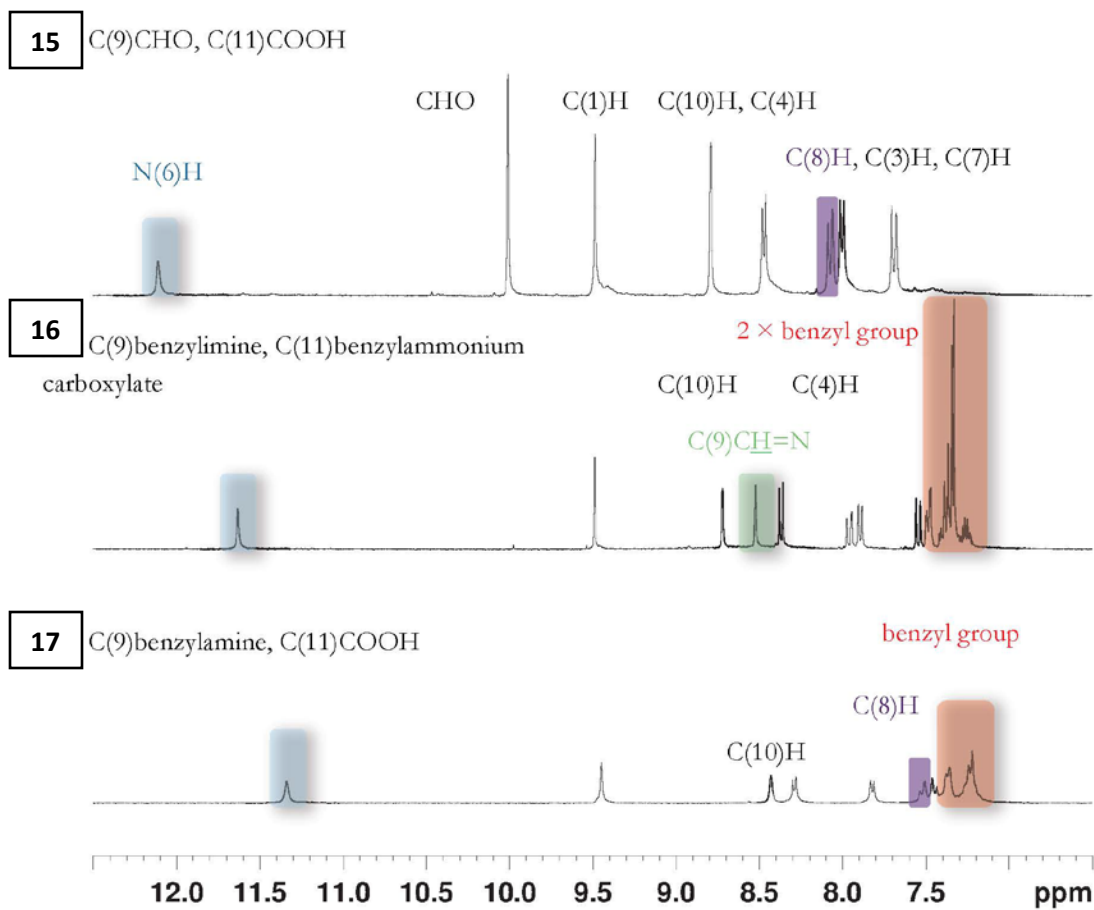 15 C(9)CHO, C(11)COOH
CHO C(1)H C(10)H, C(4)H
N(6)H C(8)H, C(3)H, C(7)H
16 C(9)benzylimine, C(11)benzylammonium
carboxylate
2 × benzyl group
C(10)H C(4)H
C(9)CH=N
17 C(9)benzylamine, C(11)COOH
benzyl group
C(8)H
C(10)H
12.0 11.5 11.0 10.5 10.0 9.5 9.0 8.5 8.0 7.5 ppm